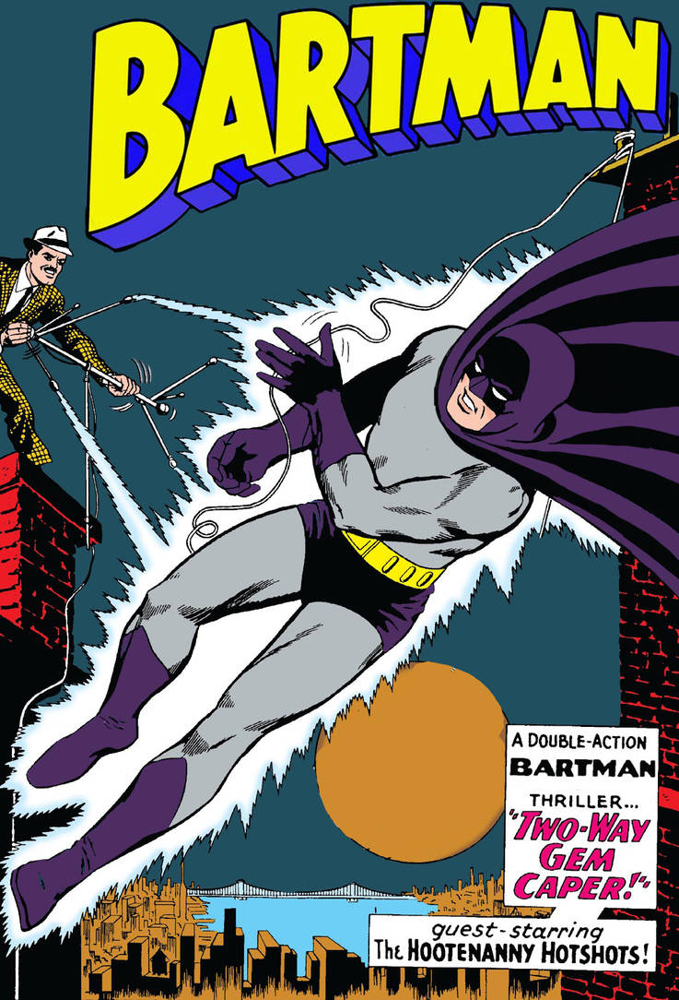 BARTMAN
A DOUBLE-ACTION
BARTMAN
THRILLER...
"TWO-WAY
GEM
CAPER!"
guest-starring
The HOOTENANNY HOTSHOTS!